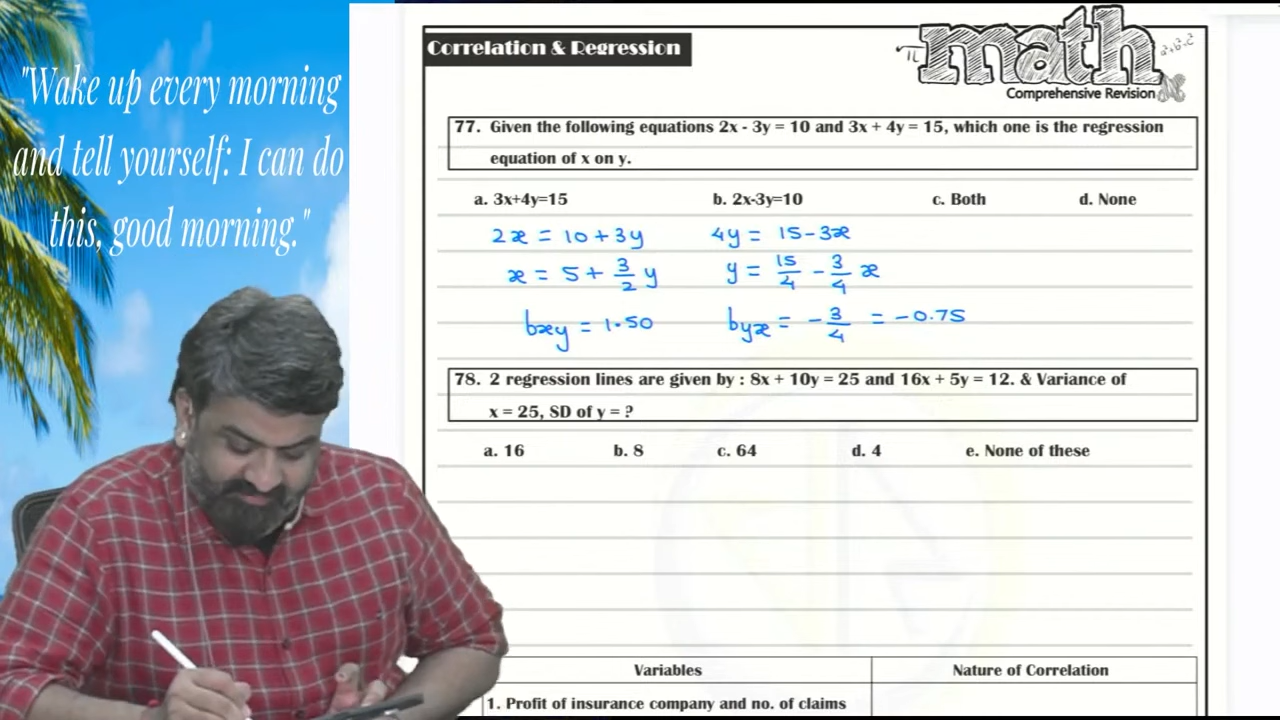 "Wake up every morning
and tell yourself: I can do
this, good morning."
Correlation & Regression
math
Comprehensive Revision
77. Given the following equations 2x - 3y = 10 and 3x + 4y = 15, which one is the regression
equation of x on y.
a. 3x+4y=15 b. 2x-3y=10 c. Both d. None
2x = 10+3y 4y = 15-3x
x = 5 + 3/2 y y = 15/4 - 3/4 x
bxy = 1.50 byx = -3/4 = -0.75
78. 2 regression lines are given by : 8x + 10y = 25 and 16x + 5y = 12. & Variance of
x = 25, SD of y = ?
a. 16 b. 8 c. 64 d. 4 e. None of these
Variables Nature of Correlation
1. Profit of insurance company and no. of claims